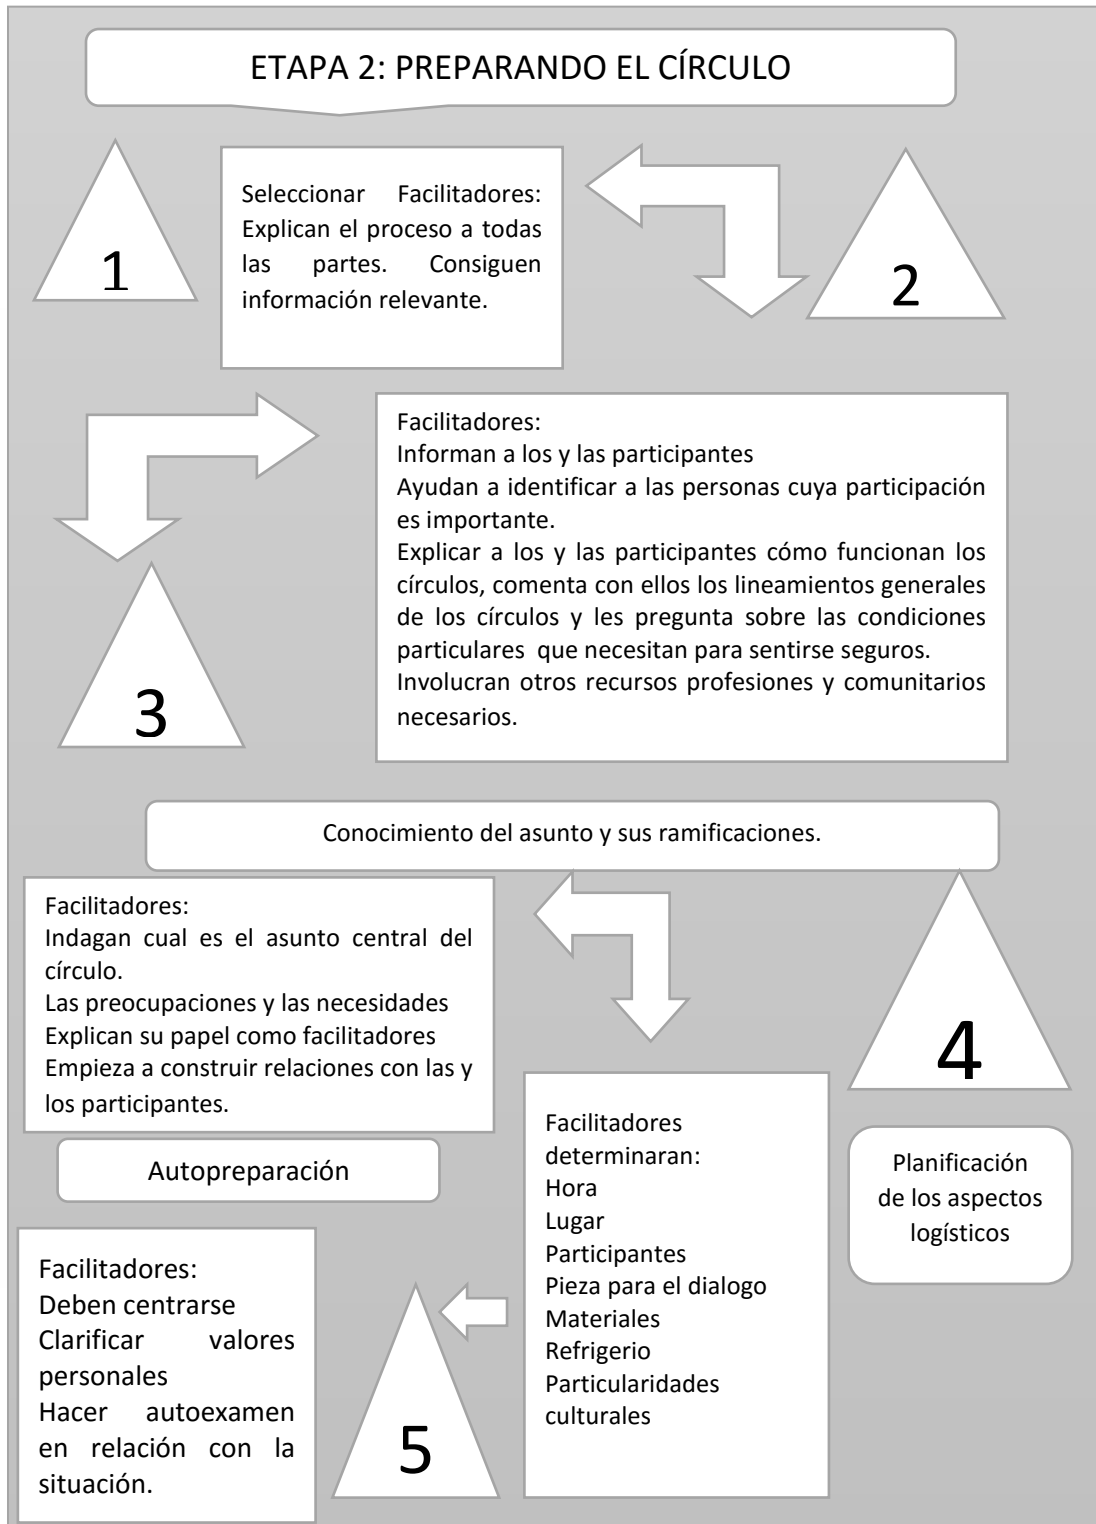 ETAPA 2: PREPARANDO EL CÍRCULO
1
Seleccionar Facilitadores:
Explican el proceso a todas
las partes. Consiguen
información relevante.
2
Facilitadores:
Informan a los y las participantes
Ayudan a identificar a las personas cuya participación
es importante.
Explicar a los y las participantes cómo funcionan los
círculos, comenta con ellos los lineamientos generales
de los círculos y les pregunta sobre las condiciones
particulares que necesitan para sentirse seguros.
Involucran otros recursos profesiones y comunitarios
necesarios.
3
Conocimiento del asunto y sus ramificaciones.
Facilitadores:
Indagan cual es el asunto central del
círculo.
Las preocupaciones y las necesidades
Explican su papel como facilitadores
Empieza a construir relaciones con las y
los participantes.
4
Planificación
de los aspectos
logísticos
Facilitadores
determinaran:
Hora
Lugar
Participantes
Pieza para el dialogo
Materiales
Refrigerio
Particularidades
culturales
Autopreparación
5
Facilitadores:
Deben centrarse
Clarificar valores
personales
Hacer autoexamen
en relación con la
situación.